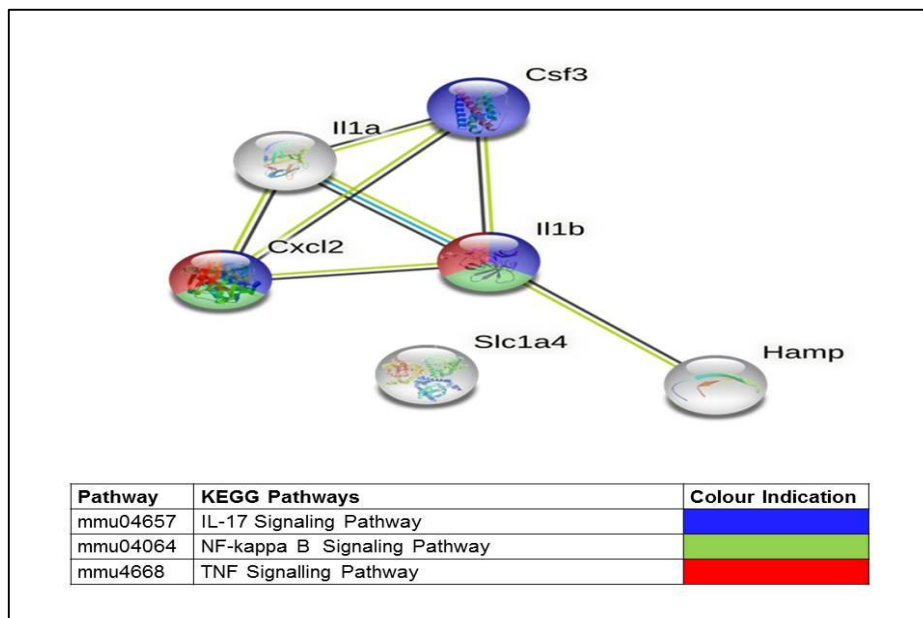 Csf3
Il1a
Il1b
Cxcl2
Slc1a4
Hamp
Pathway KEGG Pathways Colour Indication
mmu04657 IL-17 Signaling Pathway
mmu04064 NF-kappa B Signaling Pathway
mmu4668 TNF Signalling Pathway